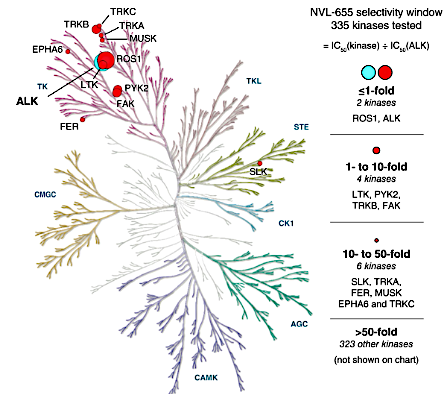 TRKC
TRKB
TRKA
MUSK
EPHA6
ROS1
TK
LTK
ALK
PYK2
FAK
FER
TKL
STE
SLK
CMGC
CK1
AGC
CAMK
NVL-655 selectivity window
335 kinases tested
= IC50(kinase) ÷ IC50(ALK)
≤1-fold
2 kinases
ROS1, ALK
1- to 10-fold
4 kinases
LTK, PYK2,
TRKB, FAK
10- to 50-fold
6 kinases
SLK, TRKA,
FER, MUSK
EPHA6 and TRKC
>50-fold
323 other kinases
(not shown on chart)